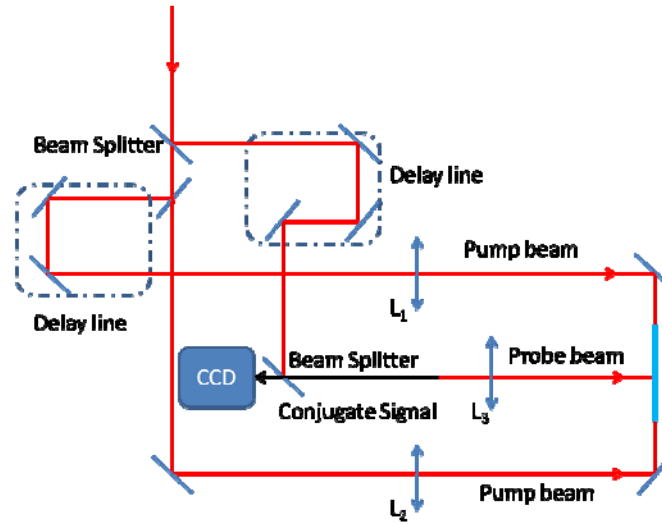 Beam Splitter
Delay line
Pump beam
L1
Delay line
Beam Splitter
Probe beam
CCD
Conjugate Signal
L3
Pump beam
L2